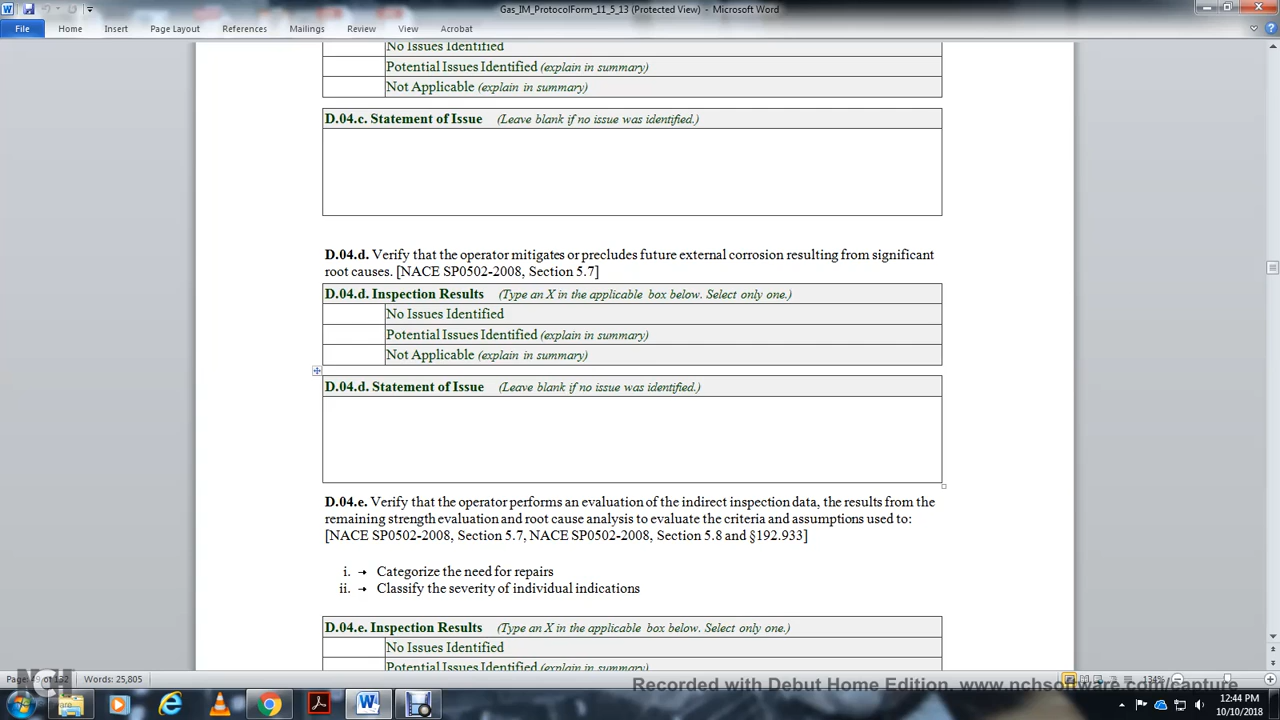 Gas_IM_ProtocolForm_11_5_13 (Protected View) - Microsoft Word
File Home Insert Page Layout References Mailings Review View Acrobat
No Issues Identified
Potential Issues Identified (explain in summary)
Not Applicable (explain in summary)
D.04.c. Statement of Issue (Leave blank if no issue was identified.)
D.04.d. Verify that the operator mitigates or precludes future external corrosion resulting from significant
root causes. [NACE SP0502-2008, Section 5.7]
D.04.d. Inspection Results (Type an X in the applicable box below. Select only one.)
No Issues Identified
Potential Issues Identified (explain in summary)
Not Applicable (explain in summary)
D.04.d. Statement of Issue (Leave blank if no issue was identified.)
D.04.e. Verify that the operator performs an evaluation of the indirect inspection data, the results from the
remaining strength evaluation and root cause analysis to evaluate the criteria and assumptions used to:
[NACE SP0502-2008, Section 5.7, NACE SP0502-2008, Section 5.8 and §192.933]
i. → Categorize the need for repairs
ii. → Classify the severity of individual indications
D.04.e. Inspection Results (Type an X in the applicable box below. Select only one.)
No Issues Identified
Potential Issues Identified (explain in summary)
Page: 49 of 132 Words: 25,805 134%
Recorded with Debut Home Edition. www.nchsoftware.com/capture
12:44 PM
10/10/2018